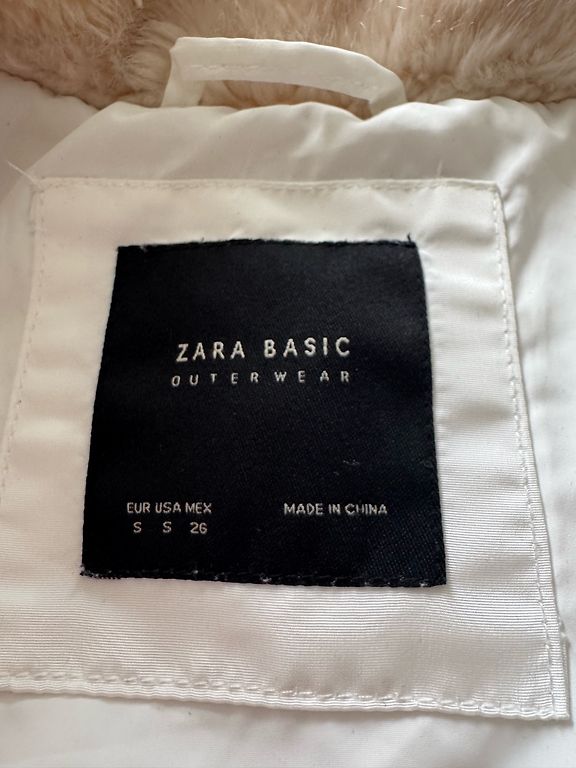 ZARA BASIC
OUTERWEAR
EUR USA MEX
S S 26
MADE IN CHINA